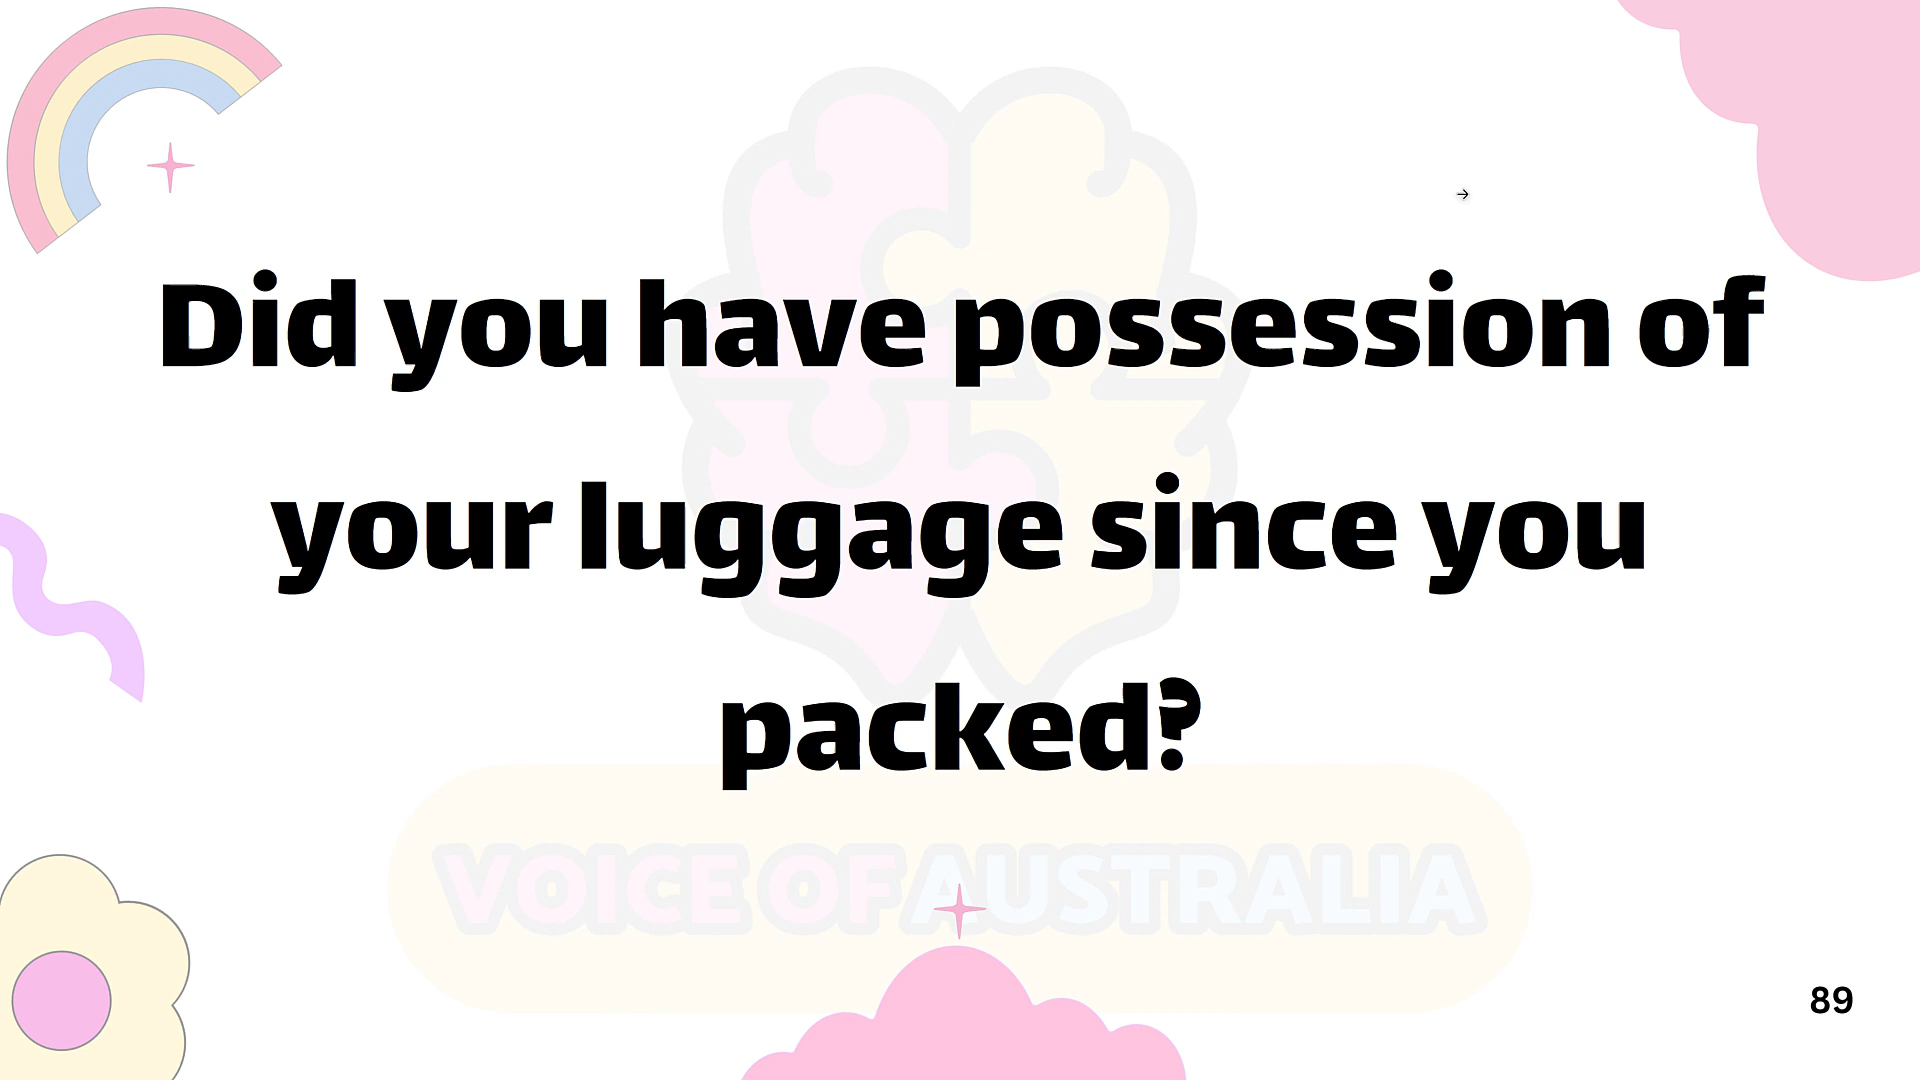 Did you have possession of
your luggage since you
packed?
VOICE OF AUSTRALIA
89